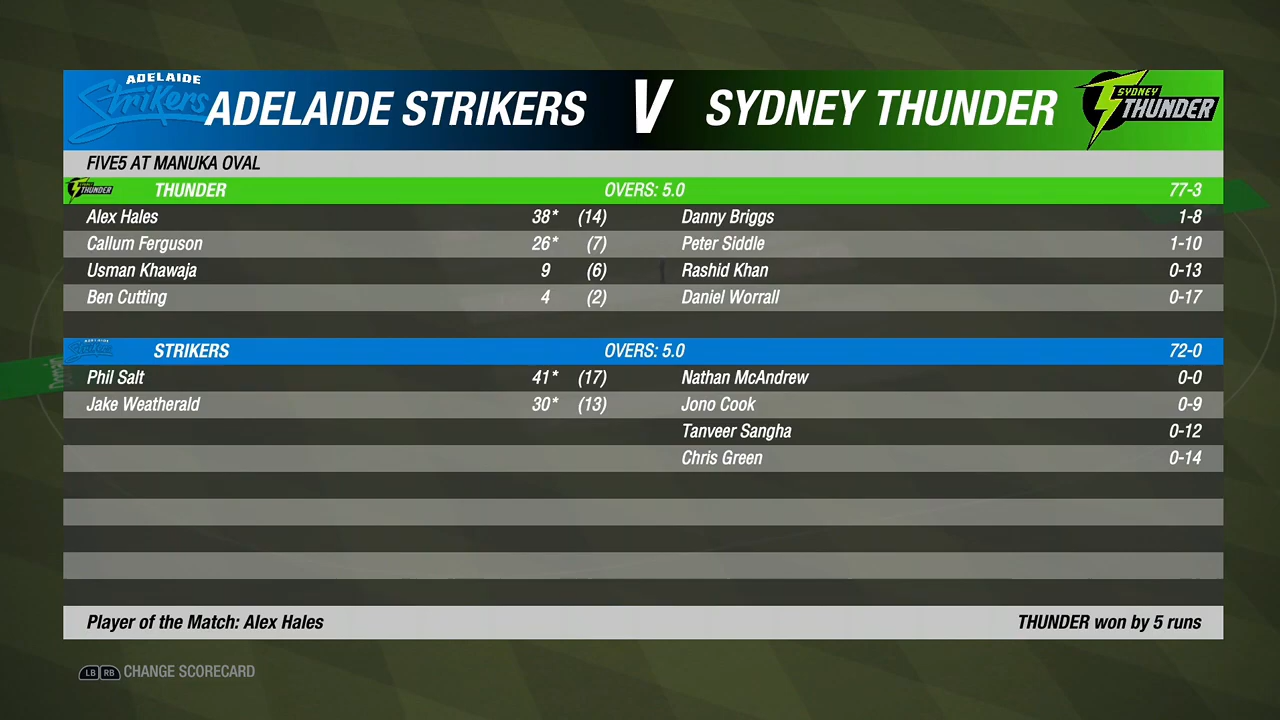 ADELAIDE Strikers ADELAIDE STRIKERS V SYDNEY THUNDER SYDNEY THUNDER
FIVE5 AT MANUKA OVAL
SYDNEY THUNDER THUNDER OVERS: 5.0 77-3
Alex Hales 38* (14) Danny Briggs 1-8
Callum Ferguson 26* (7) Peter Siddle 1-10
Usman Khawaja 9 (6) Rashid Khan 0-13
Ben Cutting 4 (2) Daniel Worrall 0-17
ADELAIDE Strikers STRIKERS OVERS: 5.0 72-0
Phil Salt 41* (17) Nathan McAndrew 0-0
Jake Weatherald 30* (13) Jono Cook 0-9
Tanveer Sangha 0-12
Chris Green 0-14
Player of the Match: Alex Hales THUNDER won by 5 runs
LB RB CHANGE SCORECARD